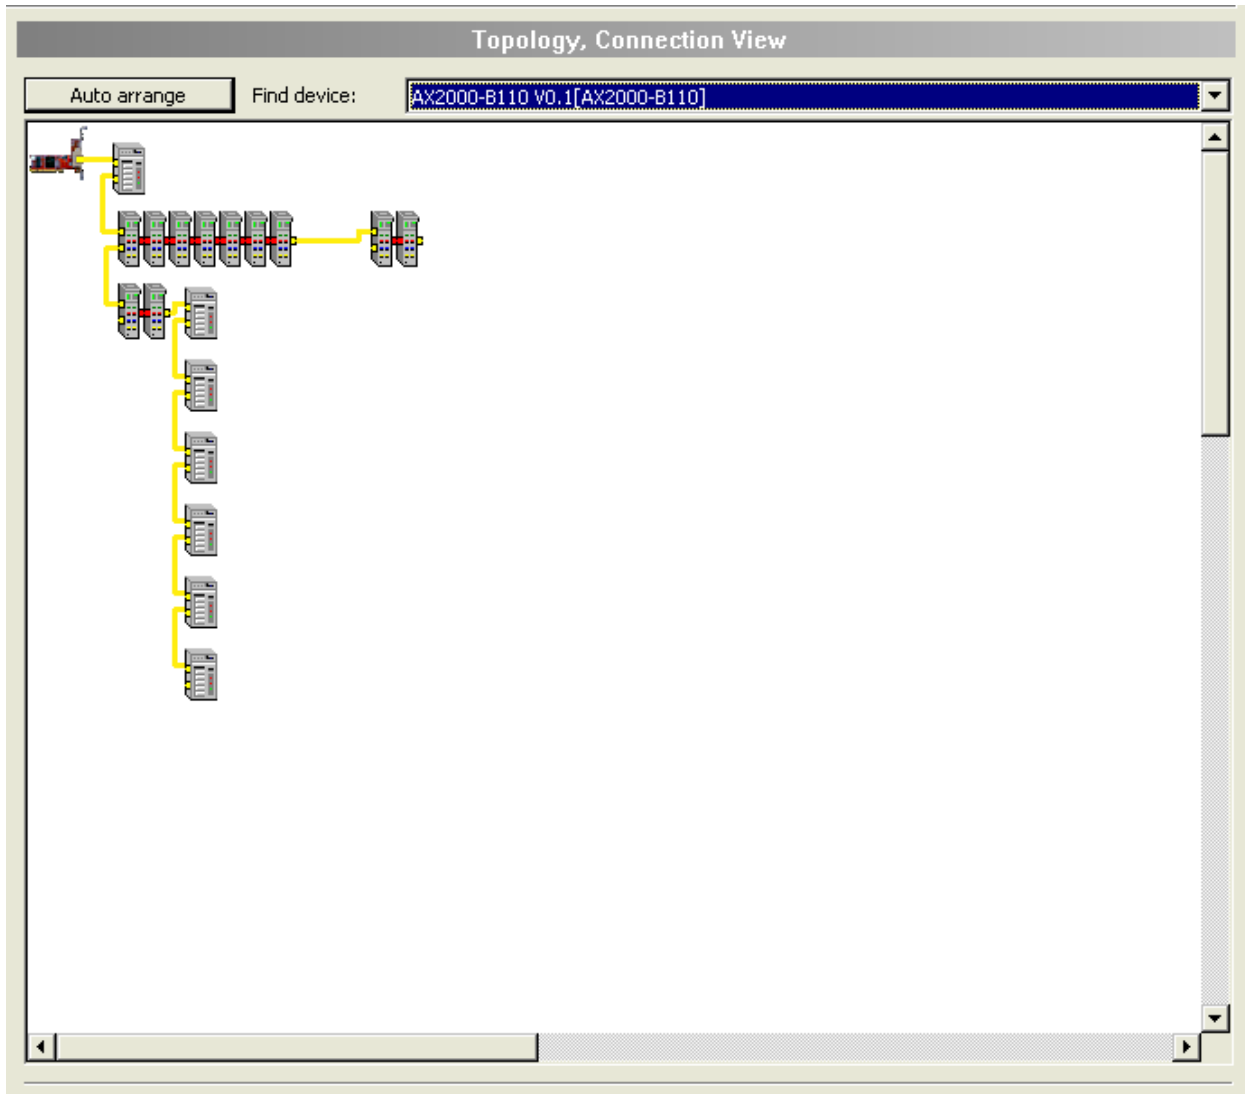 Topology, Connection View
Auto arrange Find device: AX2000-B110 V0.1[AX2000-B110]